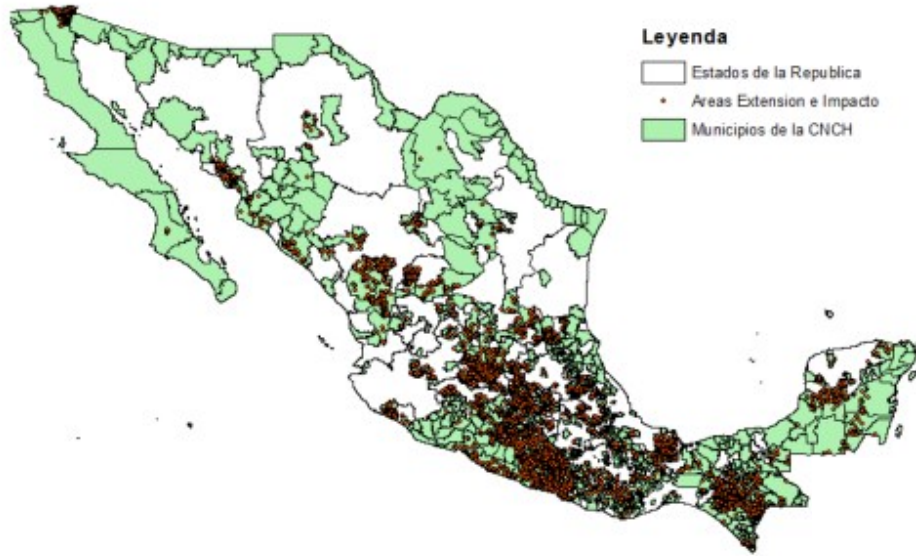 Leyenda
Estados de la Republica
Areas Extension e Impacto
Municipios de la CNCH